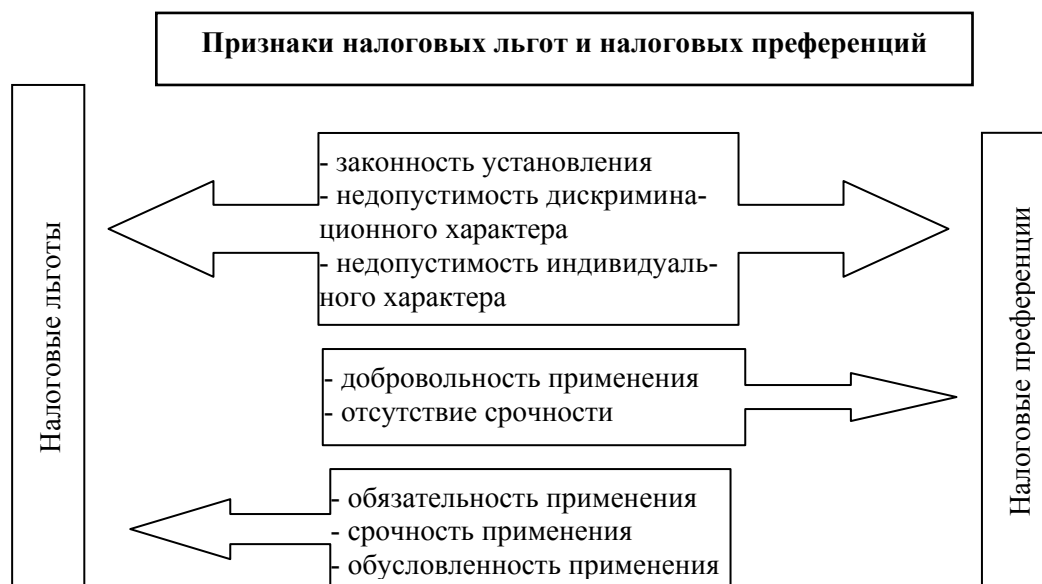 Признаки налоговых льгот и налоговых преференций
Налоговые льготы
- законность установления
- недопустимость дискримина-
ционного характера
- недопустимость индивидуаль-
ного характера
- добровольность применения
- отсутствие срочности
- обязательность применения
- срочность применения
- обусловленность применения
Налоговые преференции